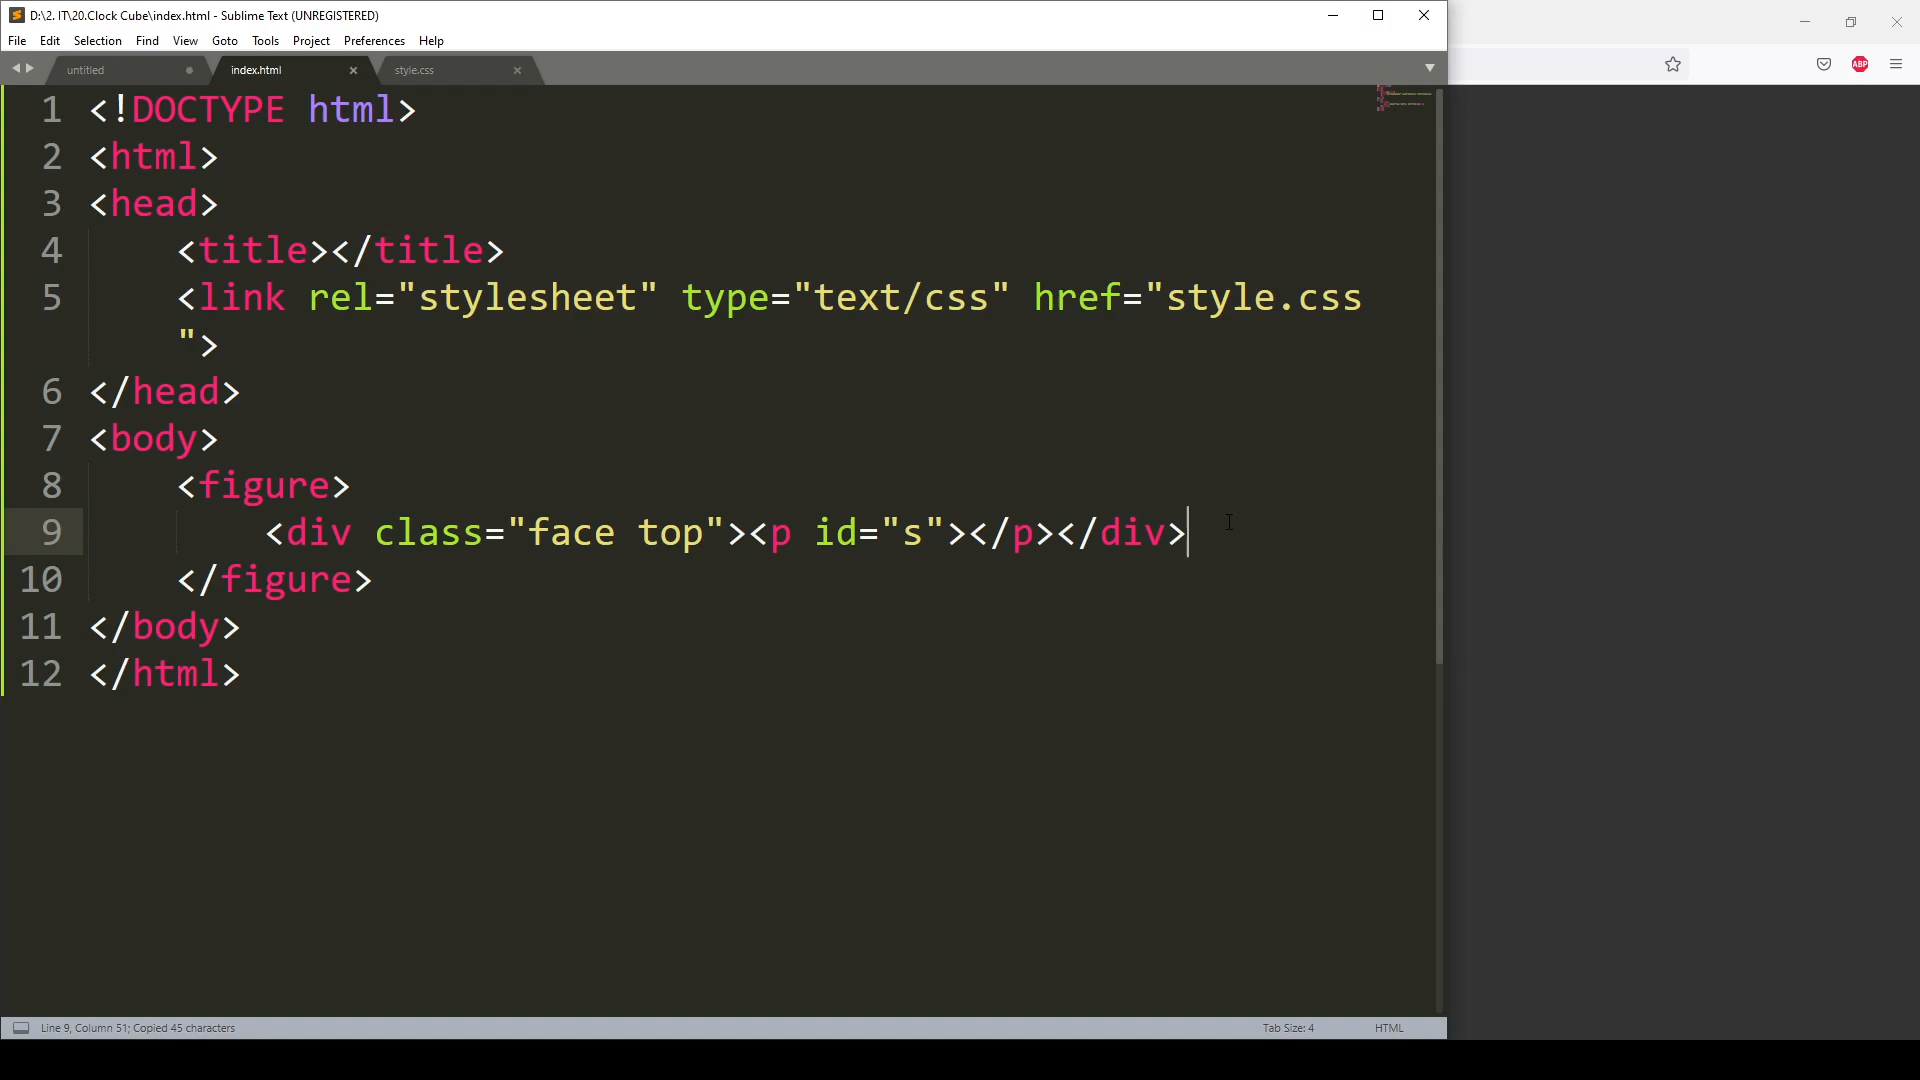 D:\2. IT\20.Clock Cube\index.html - Sublime Text (UNREGISTERED)
File Edit Selection Find View Goto Tools Project Preferences Help
untitled index.html style.css
ABP
1 <!DOCTYPE html>
2 <html>
3 <head>
4 <title></title>
5 <link rel="stylesheet" type="text/css" href="style.css
">
6 </head>
7 <body>
8 <figure>
9 <div class="face top"><p id="s"></p></div>
10 </figure>
11 </body>
12 </html>
Line 9, Column 51; Copied 45 characters
Tab Size: 4
HTML